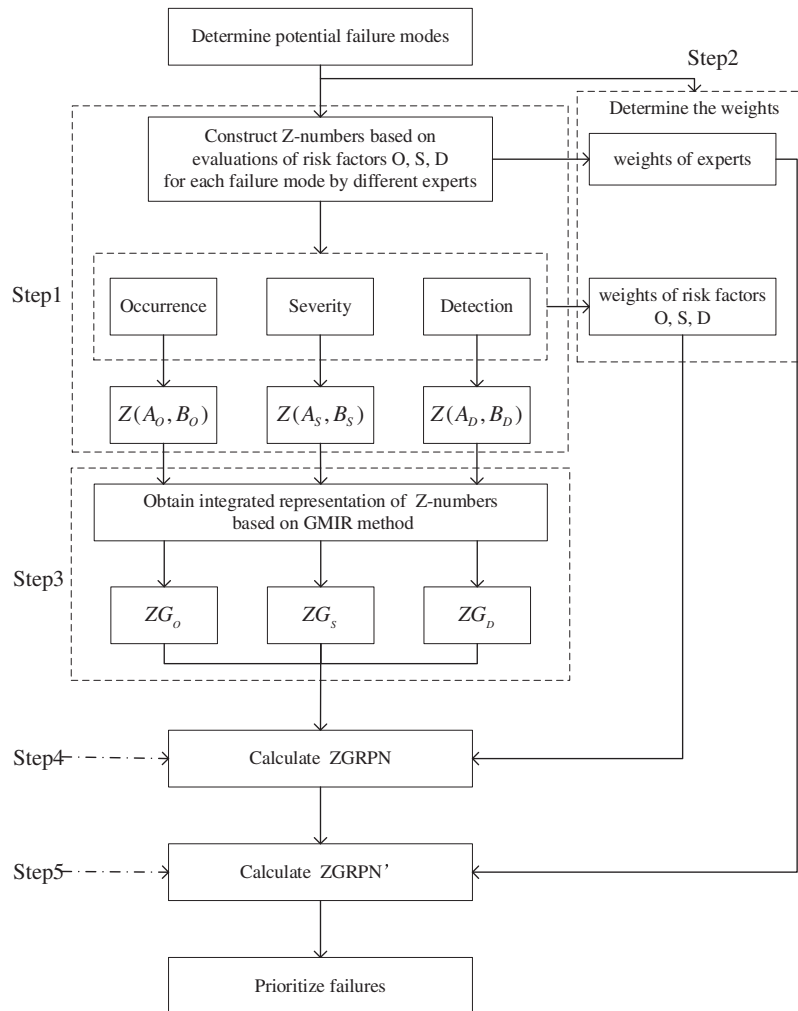 Determine potential failure modes
Step2
Determine the weights
Construct Z-numbers based on
evaluations of risk factors O, S, D
for each failure mode by different experts
weights of experts
Step1
Occurrence
Severity
Detection
weights of risk factors
O, S, D
Z(A_O, B_O)
Z(A_S, B_S)
Z(A_D, B_D)
Obtain integrated representation of Z-numbers
based on GMIR method
Step3
ZG_O
ZG_S
ZG_D
Step4
Calculate ZGRPN
Step5
Calculate ZGRPN’
Prioritize failures